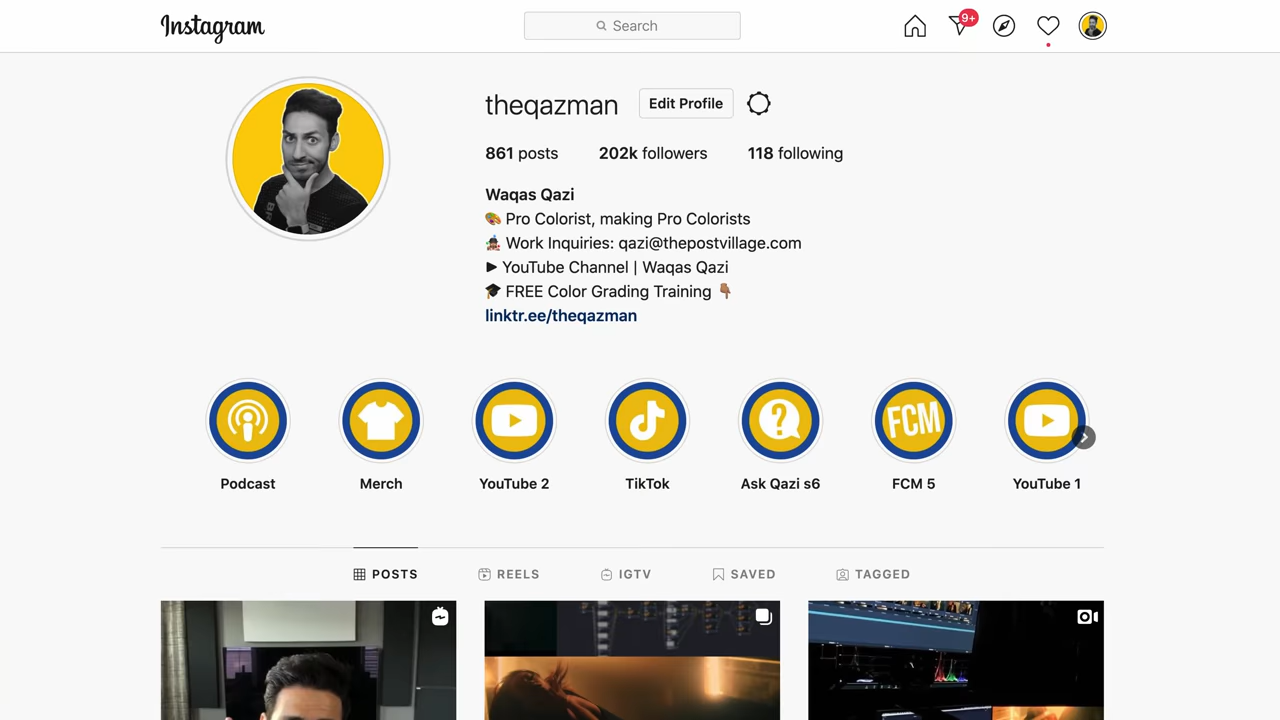 Instagram
Search
9+
theqazman
Edit Profile
861 posts 202k followers 118 following
Waqas Qazi
🎨 Pro Colorist, making Pro Colorists
Work Inquiries: qazi@thepostvillage.com
▶ YouTube Channel | Waqas Qazi
🎓 FREE Color Grading Training 👇🏽
linktr.ee/theqazman
FCM
Podcast Merch YouTube 2 TikTok Ask Qazi s6 FCM 5 YouTube 1
POSTS REELS IGTV SAVED TAGGED